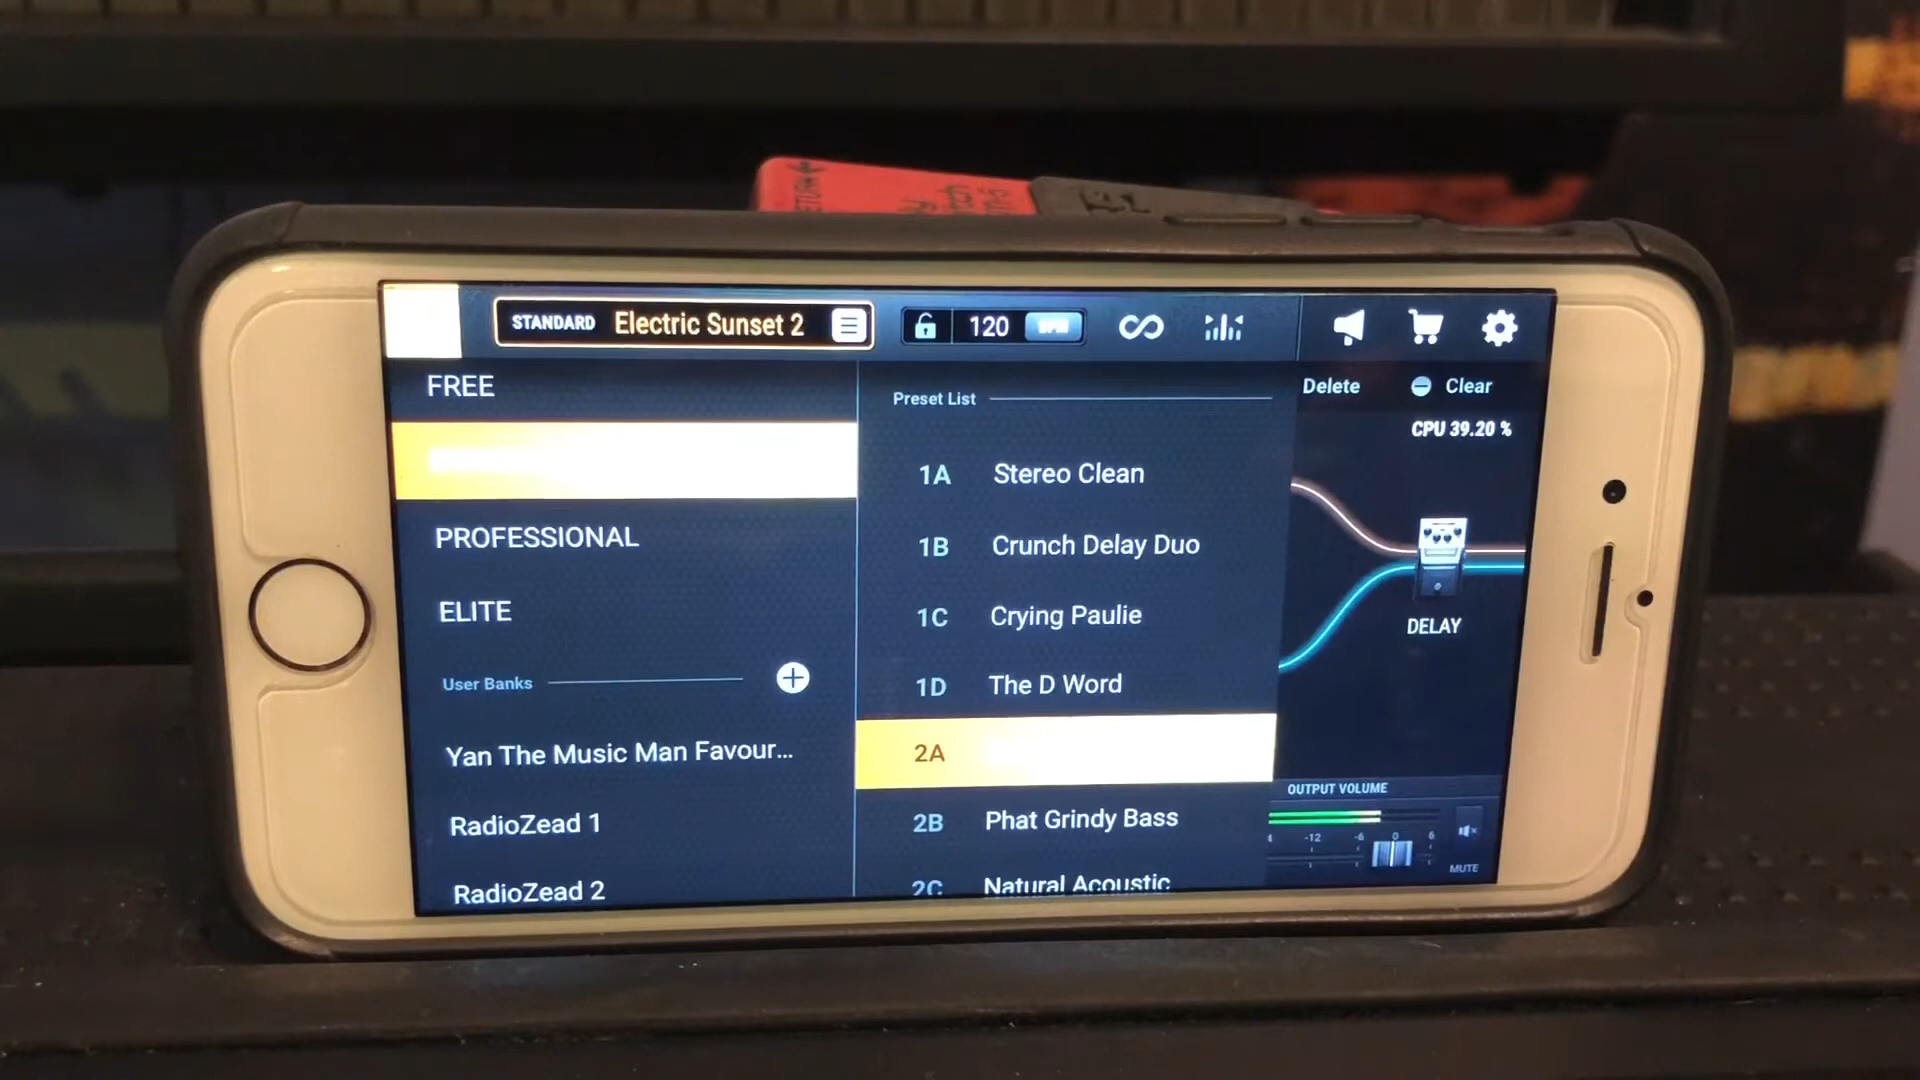 STANDARD Electric Sunset 2
120 BPM
FREE
PROFESSIONAL
ELITE
User Banks
Yan The Music Man Favour...
RadioZead 1
RadioZead 2
Preset List
1A Stereo Clean
1B Crunch Delay Duo
1C Crying Paulie
1D The D Word
2A
2B Phat Grindy Bass
2C Natural Acoustic
Delete Clear
CPU 39.20 %
DELAY
OUTPUT VOLUME
-12 -6 0 6
MUTE